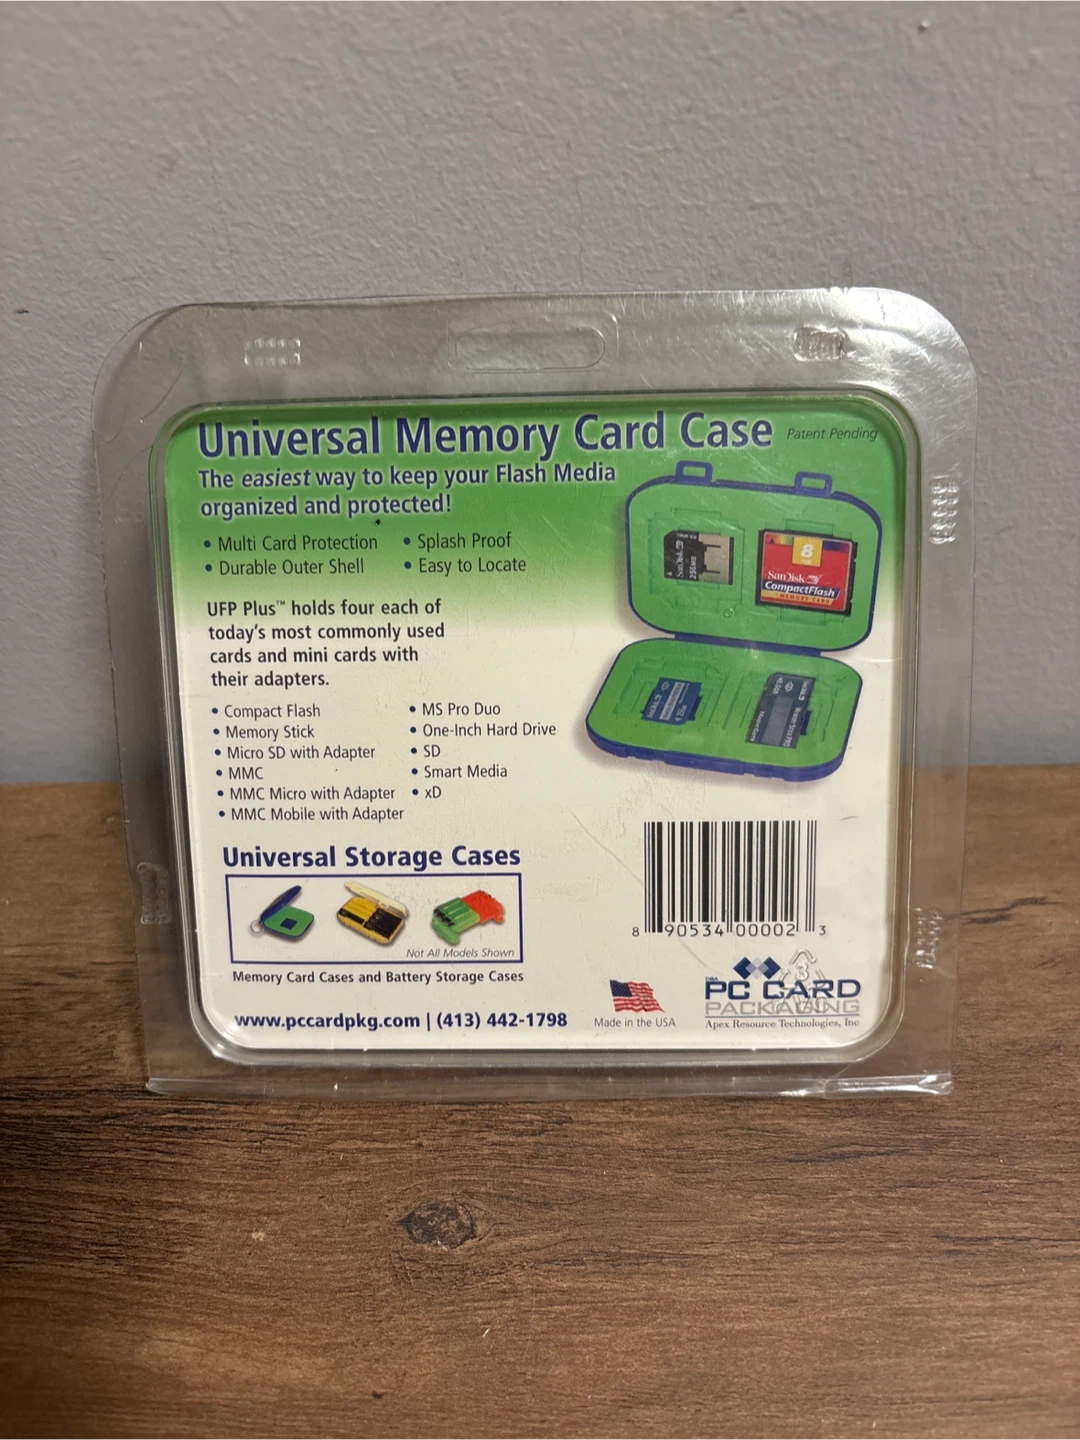 Universal Memory Card Case
Patent Pending
The easiest way to keep your Flash Media
organized and protected!
• Multi Card Protection
• Durable Outer Shell
• Splash Proof
• Easy to Locate
UFP Plus™ holds four each of
today's most commonly used
cards and mini cards with
their adapters.
• Compact Flash
• Memory Stick
• Micro SD with Adapter
• MMC
• MMC Micro with Adapter
• MMC Mobile with Adapter
• MS Pro Duo
• One-Inch Hard Drive
• SD
• Smart Media
• xD
SanDisk
256MB
8
SanDisk
CompactFlash
MEMORY CARD
Universal Storage Cases
Not All Models Shown
Memory Card Cases and Battery Storage Cases
www.pccardpkg.com | (413) 442-1798
8 90534 00002 3
Made in the USA
3
PC CARD
PACKAGING
Apex Resource Technologies, Inc